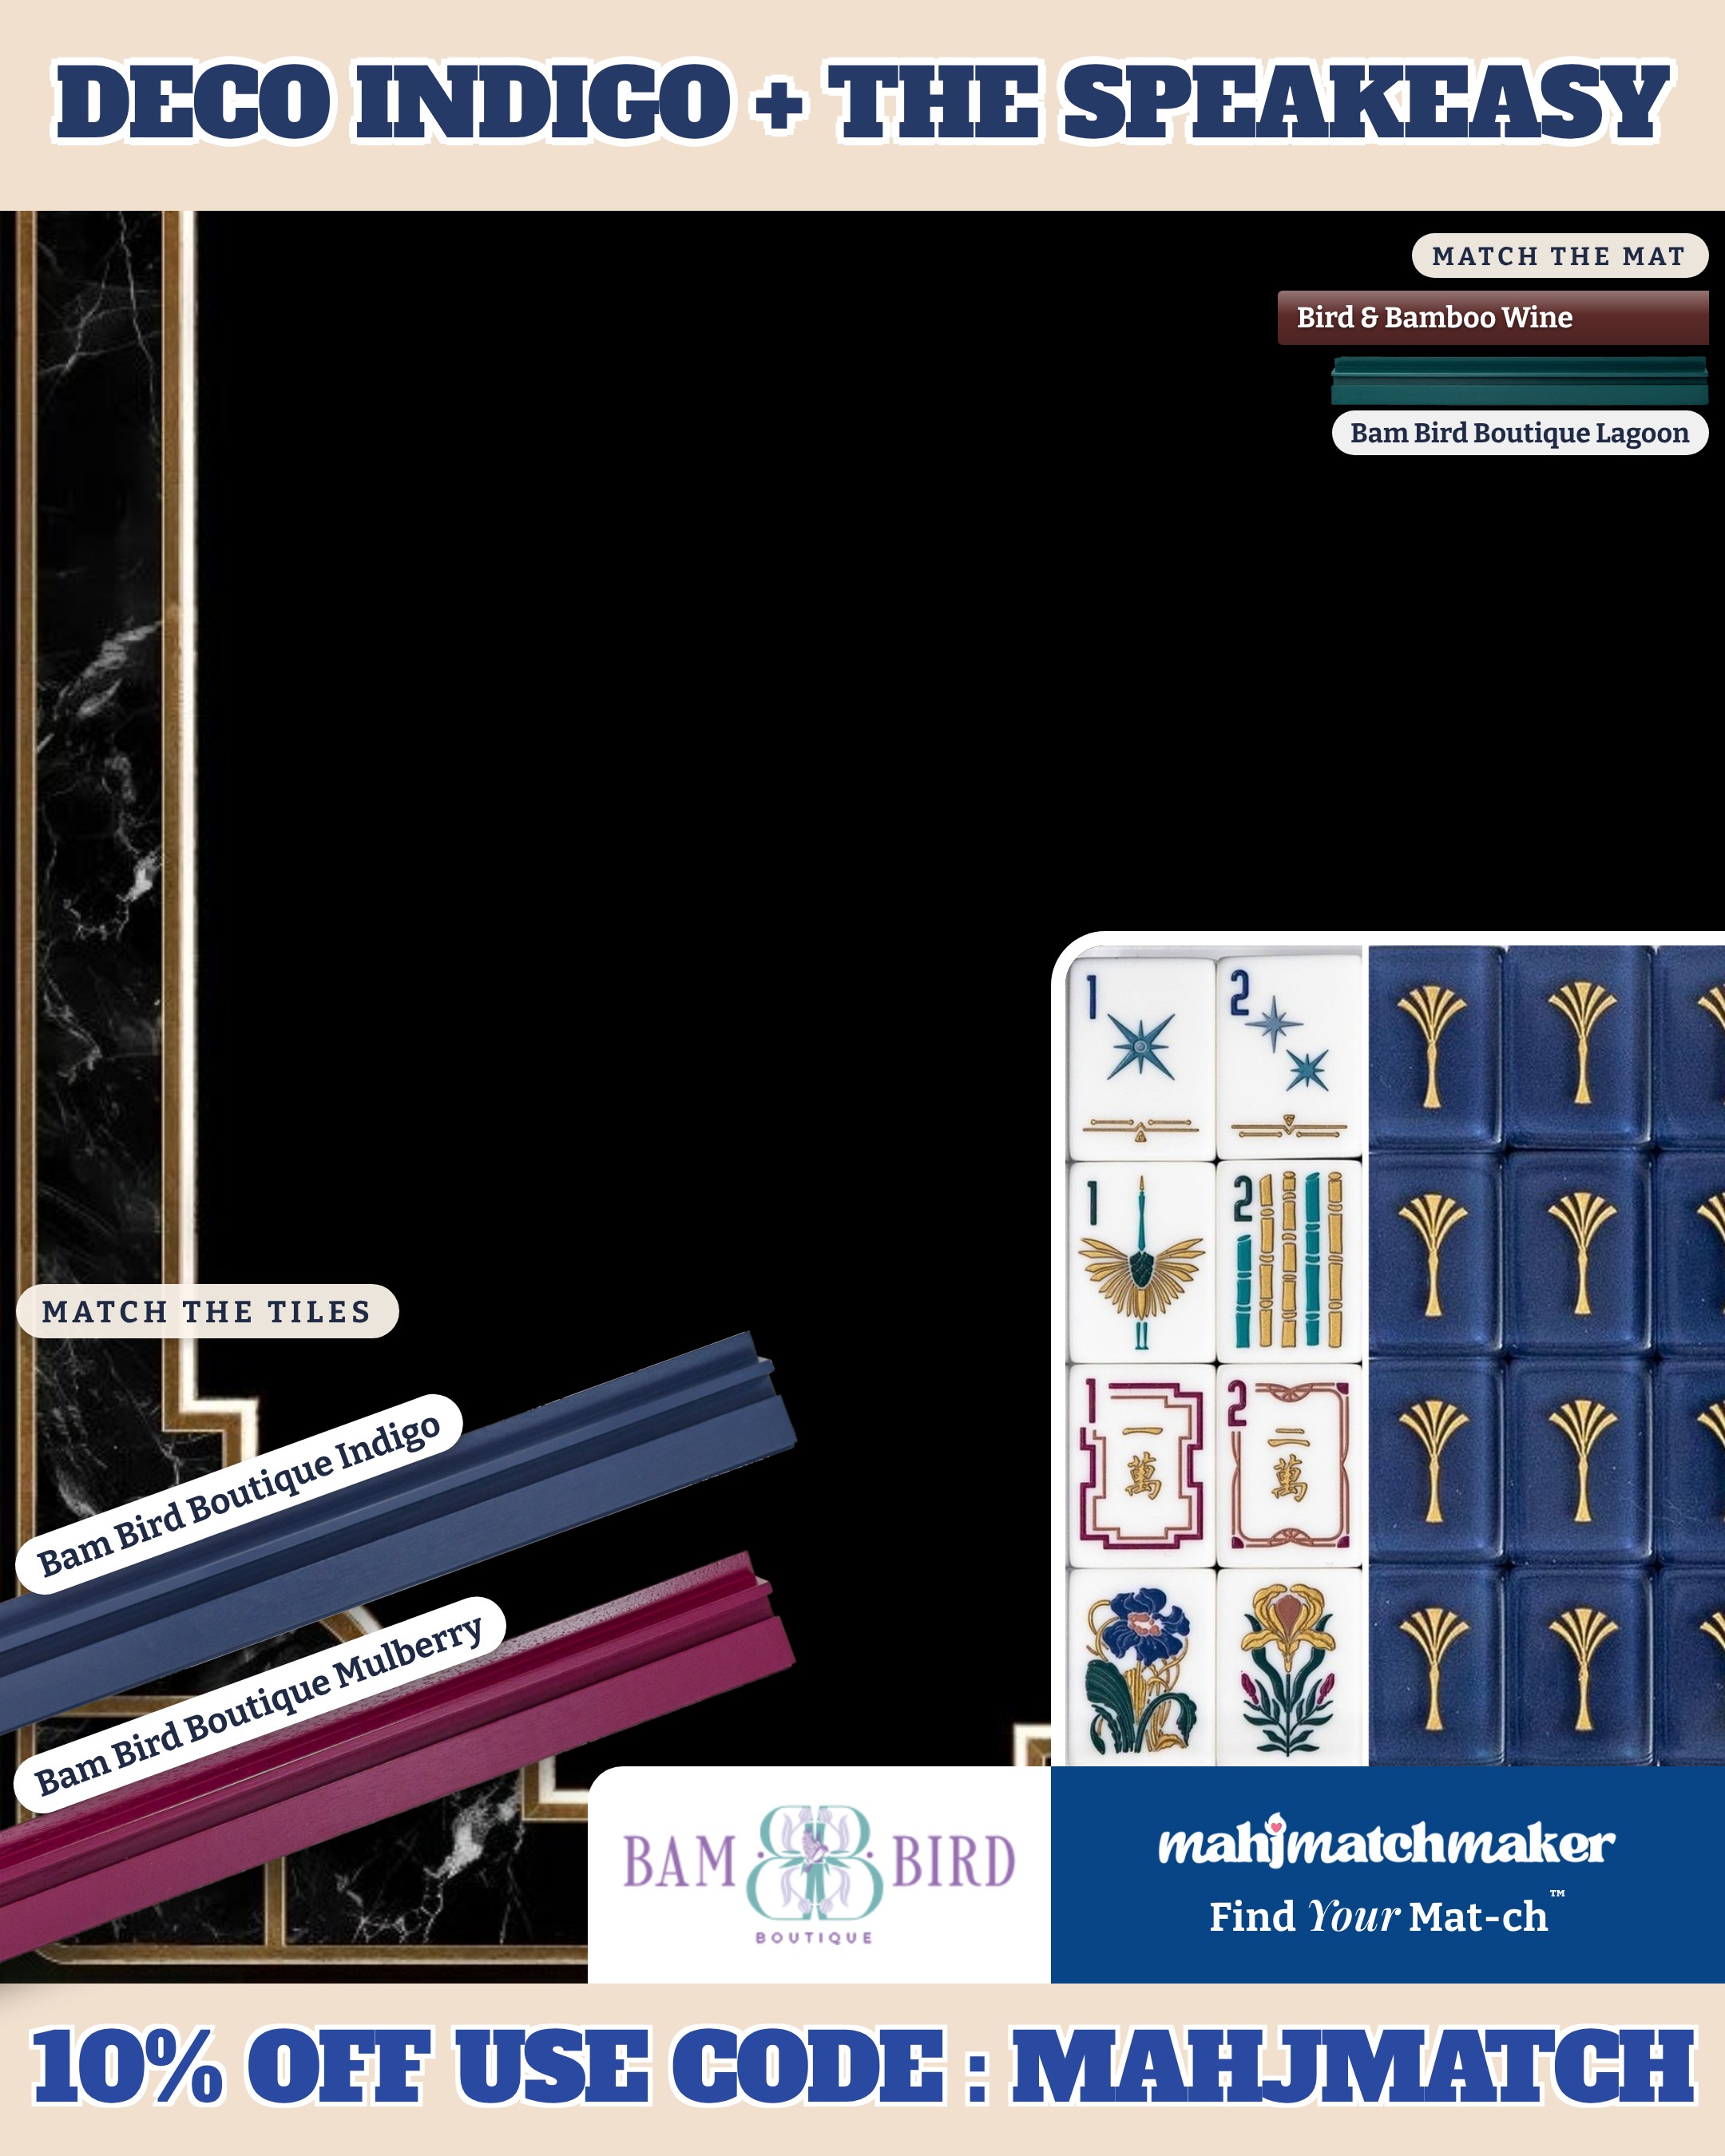 DECO INDIGO + THE SPEAKEASY
MATCH THE MAT
Bird & Bamboo Wine
Bam Bird Boutique Lagoon
1 2
1 2
1 2
一萬 二萬
MATCH THE TILES
Bam Bird Boutique Indigo
Bam Bird Boutique Mulberry
BAM BIRD
BOUTIQUE
mahjmatchmaker
Find Your Mat-ch™
10% OFF USE CODE : MAHJMATCH